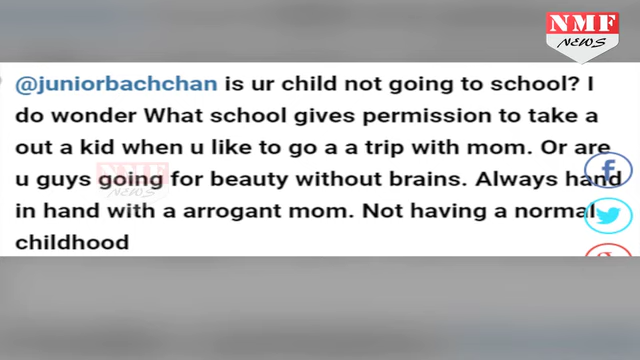 NMF
NEWS
@juniorbachchan is ur child not going to school? I
do wonder What school gives permission to take a
out a kid when u like to go a a trip with mom. Or are
u guys going for beauty without brains. Always hand
in hand with a arrogant mom. Not having a normal
childhood
NMF
NEWS